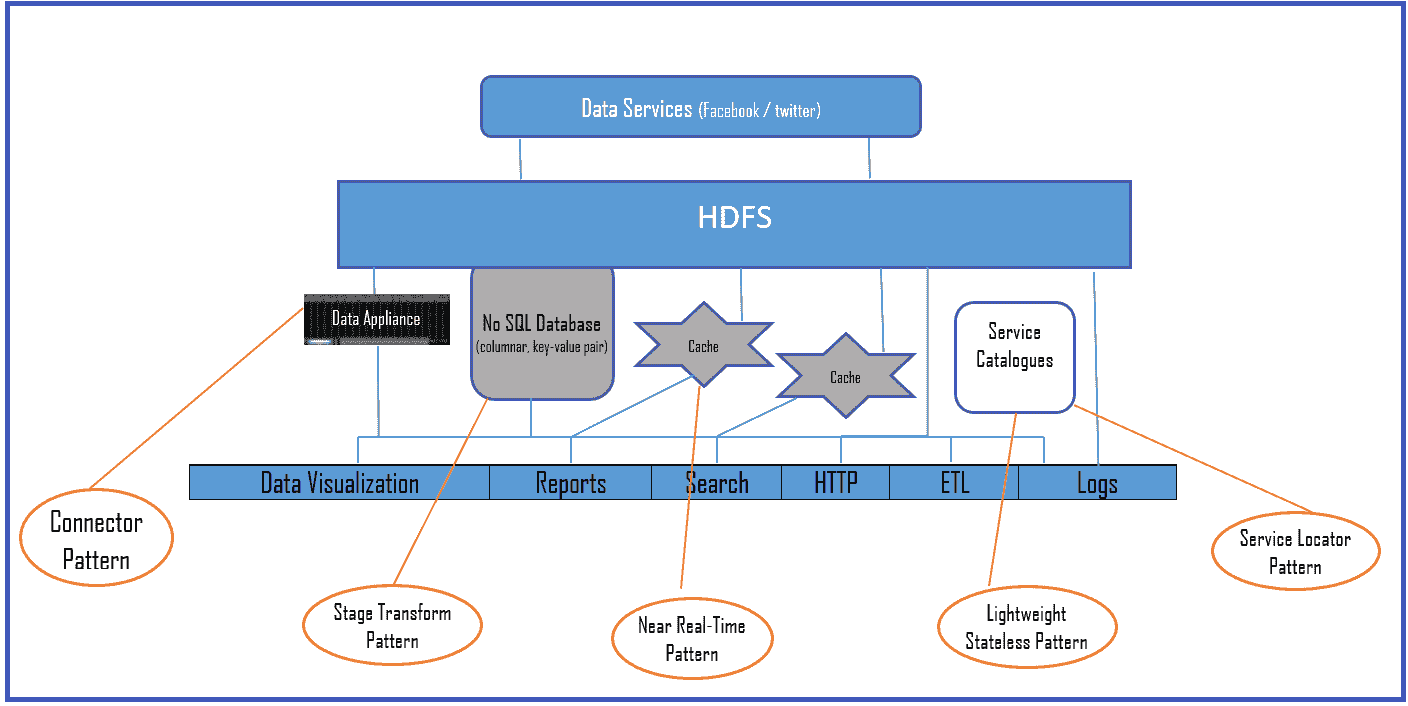 Data Services (Facebook / twitter)
HDFS
Data Appliance
No SQL Database
(columnar, key-value pair)
Cache
Cache
Service
Catalogues
Data Visualization
Reports
Search
HTTP
ETL
Logs
Connector
Pattern
Stage Transform
Pattern
Near Real-Time
Pattern
Lightweight
Stateless Pattern
Service Locator
Pattern